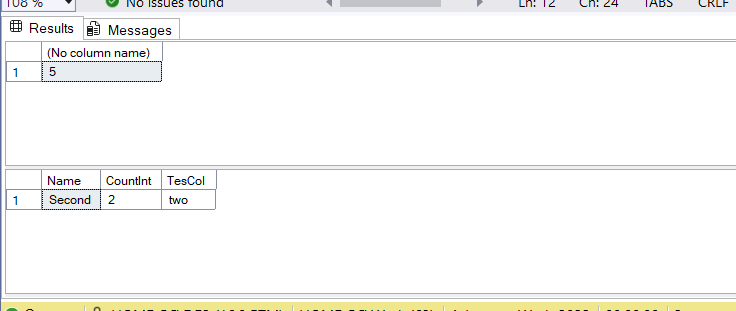 108 % No issues found Ln: 12 Ch: 24 TABS CRLF
Results Messages
(No column name)
1 5
Name CountInt TesCol
1 Second 2 two